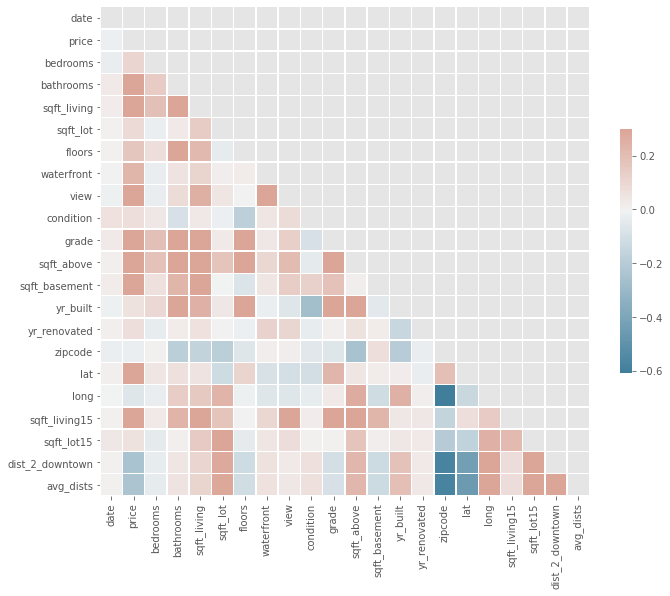 date
price
bedrooms
bathrooms
sqft_living
sqft_lot
floors
waterfront
view
condition
grade
sqft_above
sqft_basement
yr_built
yr_renovated
zipcode
lat
long
sqft_living15
sqft_lot15
dist_2_downtown
avg_dists
date
price
bedrooms
bathrooms
sqft_living
sqft_lot
floors
waterfront
view
condition
grade
sqft_above
sqft_basement
yr_built
yr_renovated
zipcode
lat
long
sqft_living15
sqft_lot15
dist_2_downtown
avg_dists
0.2
0.0
−0.2
−0.4
−0.6